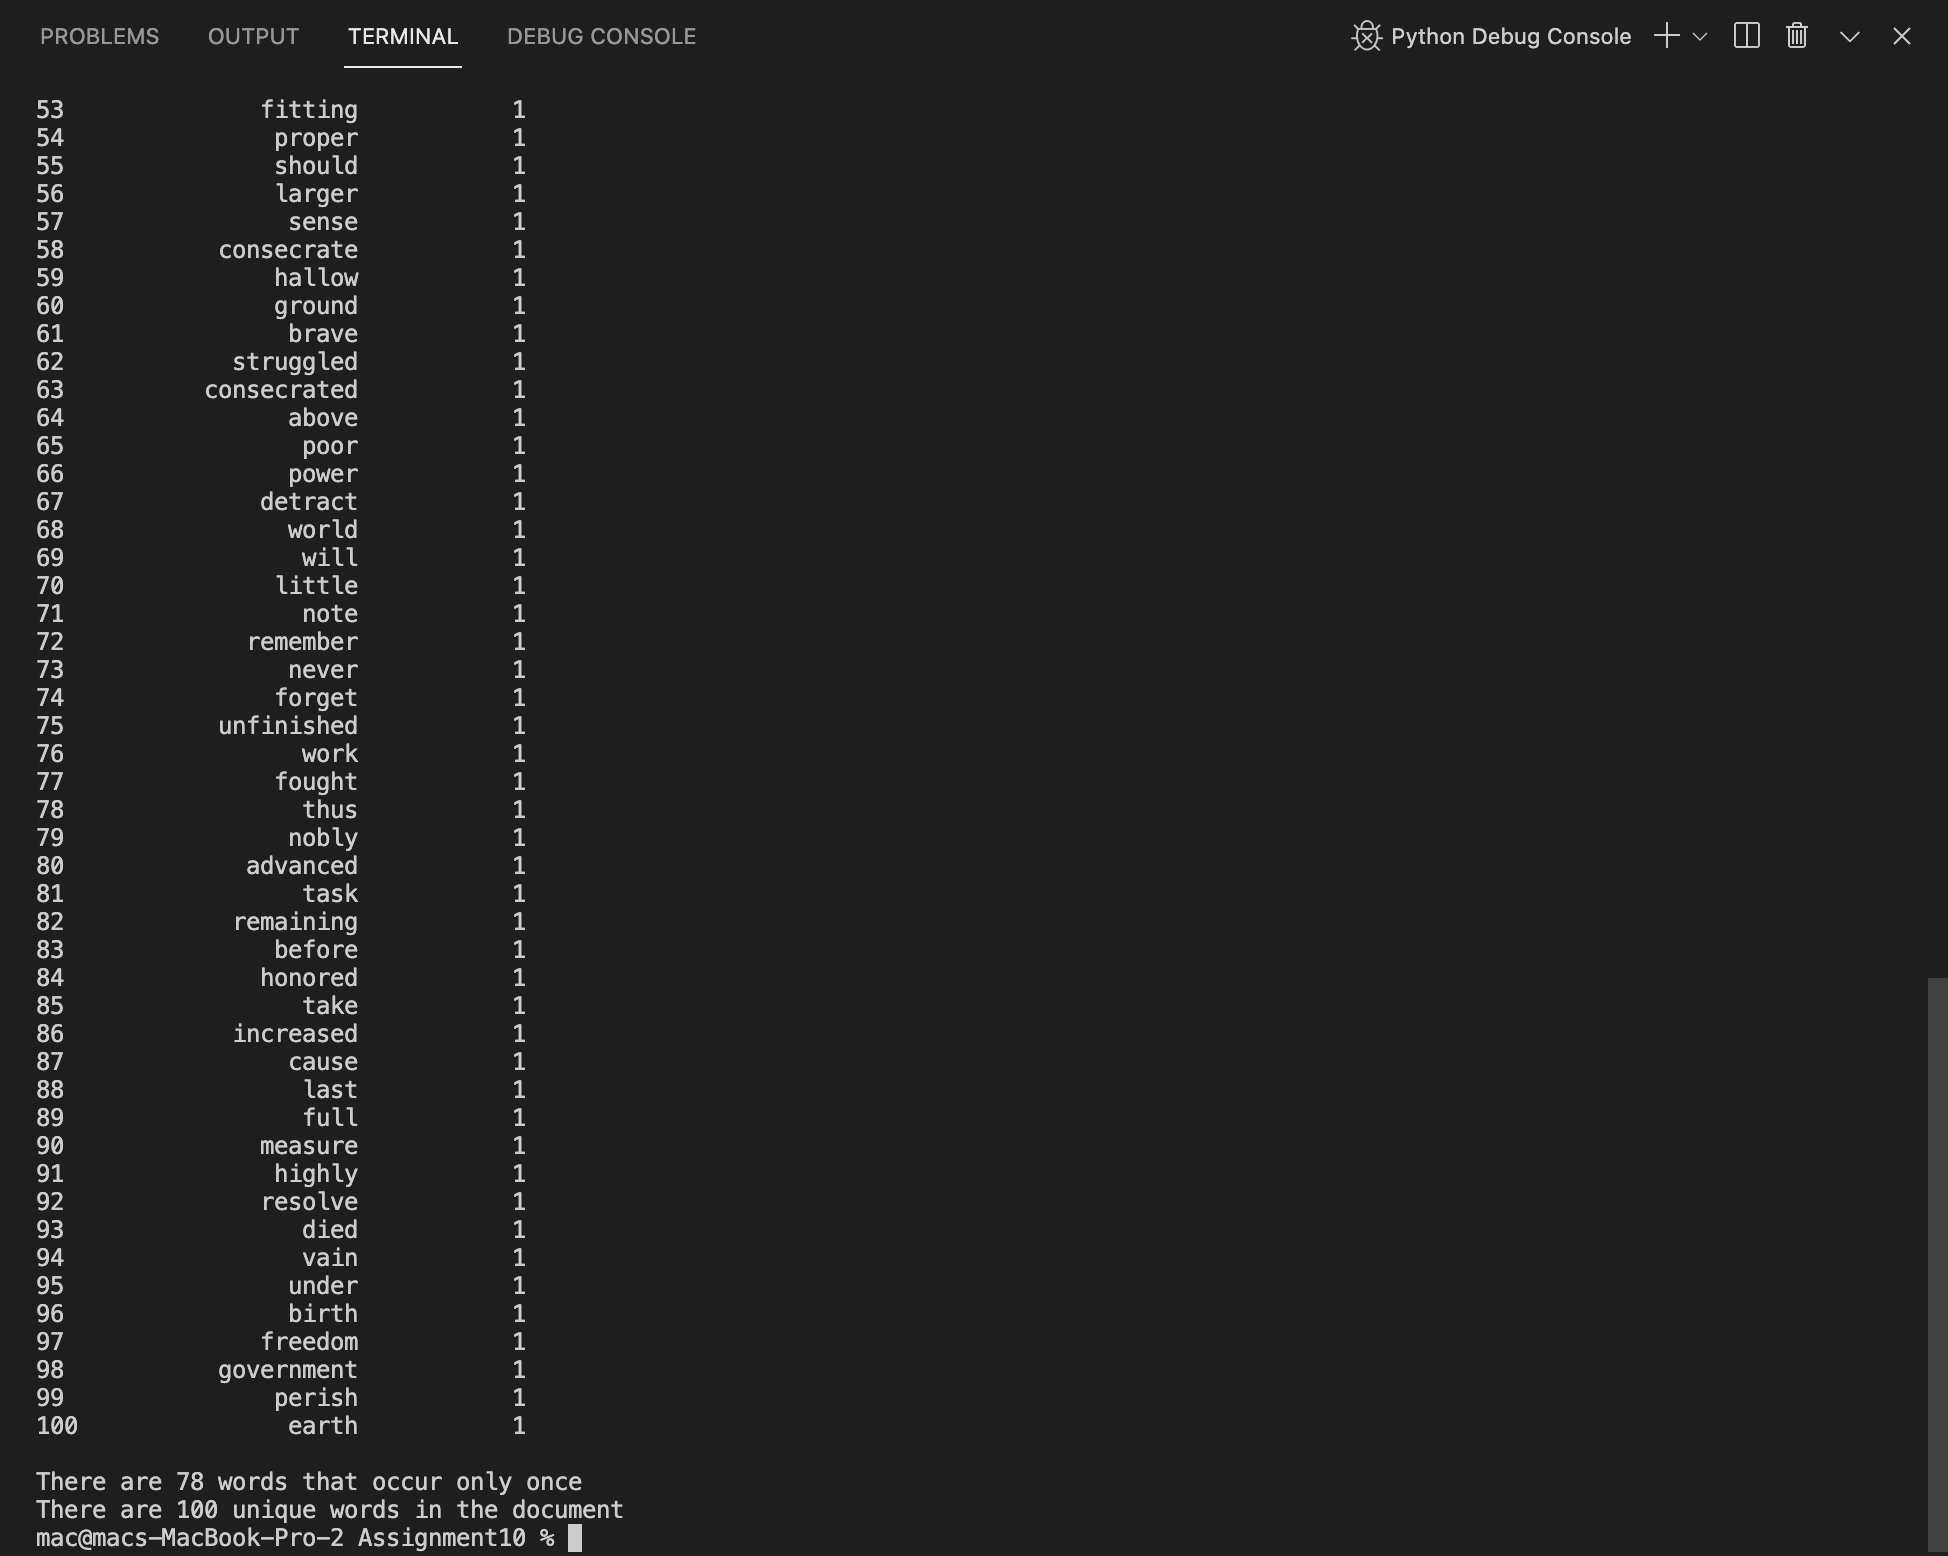 PROBLEMS OUTPUT TERMINAL DEBUG CONSOLE Python Debug Console
53 fitting 1
54 proper 1
55 should 1
56 larger 1
57 sense 1
58 consecrate 1
59 hallow 1
60 ground 1
61 brave 1
62 struggled 1
63 consecrated 1
64 above 1
65 poor 1
66 power 1
67 detract 1
68 world 1
69 will 1
70 little 1
71 note 1
72 remember 1
73 never 1
74 forget 1
75 unfinished 1
76 work 1
77 fought 1
78 thus 1
79 nobly 1
80 advanced 1
81 task 1
82 remaining 1
83 before 1
84 honored 1
85 take 1
86 increased 1
87 cause 1
88 last 1
89 full 1
90 measure 1
91 highly 1
92 resolve 1
93 died 1
94 vain 1
95 under 1
96 birth 1
97 freedom 1
98 government 1
99 perish 1
100 earth 1
There are 78 words that occur only once
There are 100 unique words in the document
mac@macs-MacBook-Pro-2 Assignment10 %